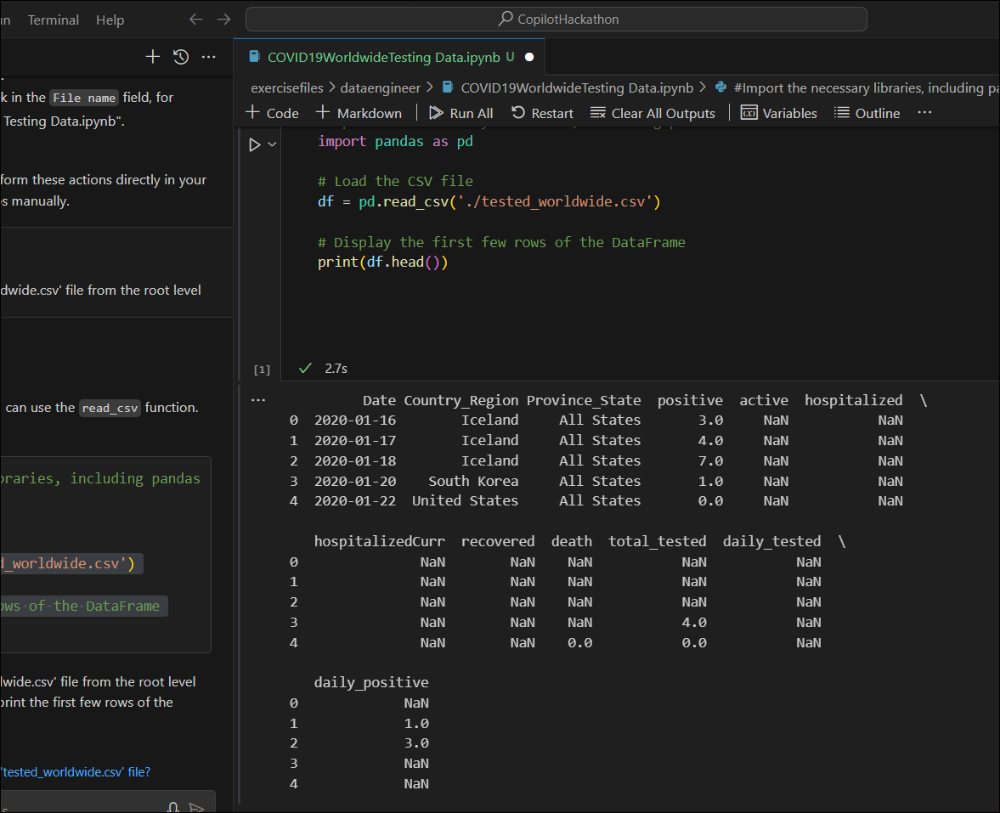 Terminal Help
CopilotHackathon
COVID19WorldwideTesting Data.ipynb U
exercisefiles > dataengineer > COVID19WorldwideTesting Data.ipynb > #Import the necessary libraries, including pa
+ Code + Markdown Run All Restart Clear All Outputs Variables Outline ...
k in the File name field, for
Testing Data.ipynb".
form these actions directly in your
s manually.
dwide.csv' file from the root level
can use the read_csv function.
braries, including pandas
d_worldwide.csv')
ows of the DataFrame
lwide.csv' file from the root level
print the first few rows of the
'tested_worldwide.csv' file?
import pandas as pd
# Load the CSV file
df = pd.read_csv('./tested_worldwide.csv')
# Display the first few rows of the DataFrame
print(df.head())
[1] 2.7s
Date Country_Region Province_State positive active hospitalized \
0 2020-01-16 Iceland All States 3.0 NaN NaN
1 2020-01-17 Iceland All States 4.0 NaN NaN
2 2020-01-18 Iceland All States 7.0 NaN NaN
3 2020-01-20 South Korea All States 1.0 NaN NaN
4 2020-01-22 United States All States 0.0 NaN NaN
hospitalizedCurr recovered death total_tested daily_tested \
0 NaN NaN NaN NaN NaN
1 NaN NaN NaN NaN NaN
2 NaN NaN NaN NaN NaN
3 NaN NaN NaN 4.0 NaN
4 NaN NaN 0.0 0.0 NaN
daily_positive
0 NaN
1 1.0
2 3.0
3 NaN
4 NaN